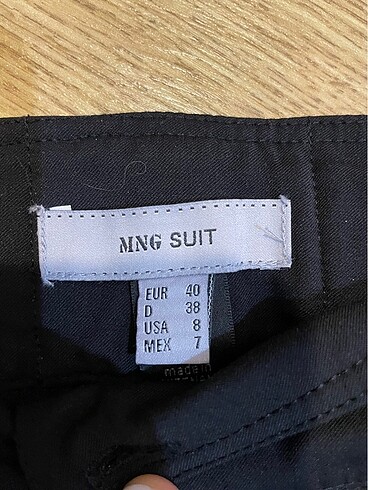 MNG SUIT
EUR 40
D 38
USA 8
MEX 7
made in